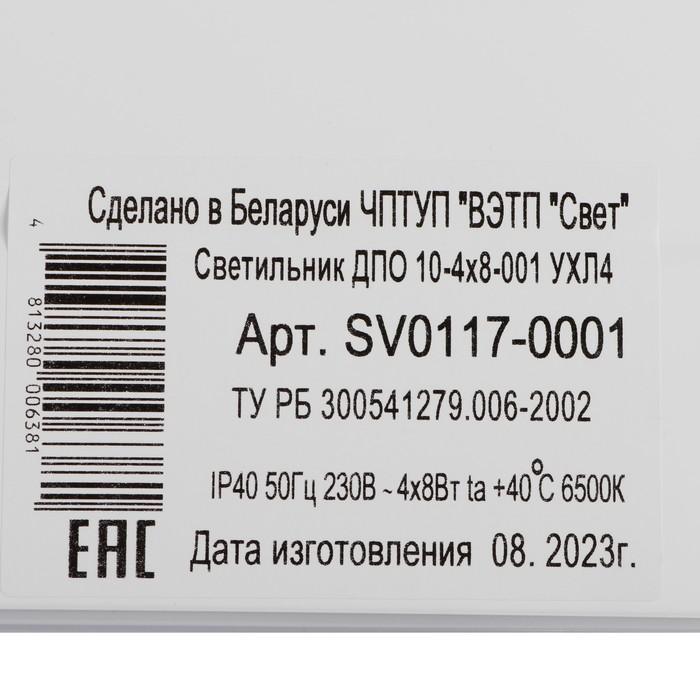 Сделано в Беларуси ЧПТУП "ВЭТП "Свет"
Светильник ДПО 10-4х8-001 УХЛ4
Арт. SV0117-0001
ТУ РБ 300541279.006-2002
IP40 50Гц 230В ~ 4х8Вт ta +40°С 6500К
Дата изготовления 08. 2023г.
4 813280 006381
EAC